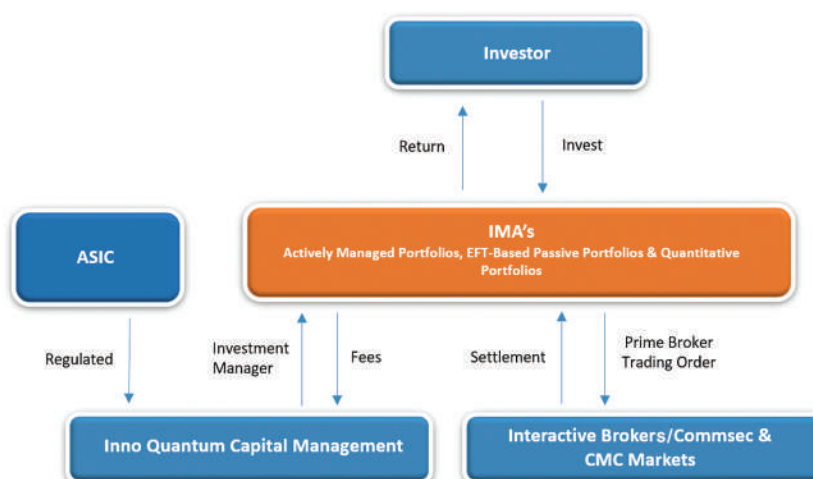 Investor
Return
Invest
ASIC
IMA's
Actively Managed Portfolios, EFT-Based Passive Portfolios & Quantitative
Portfolios
Regulated
Investment
Manager
Fees
Settlement
Prime Broker
Trading Order
Inno Quantum Capital Management
Interactive Brokers/Commsec &
CMC Markets